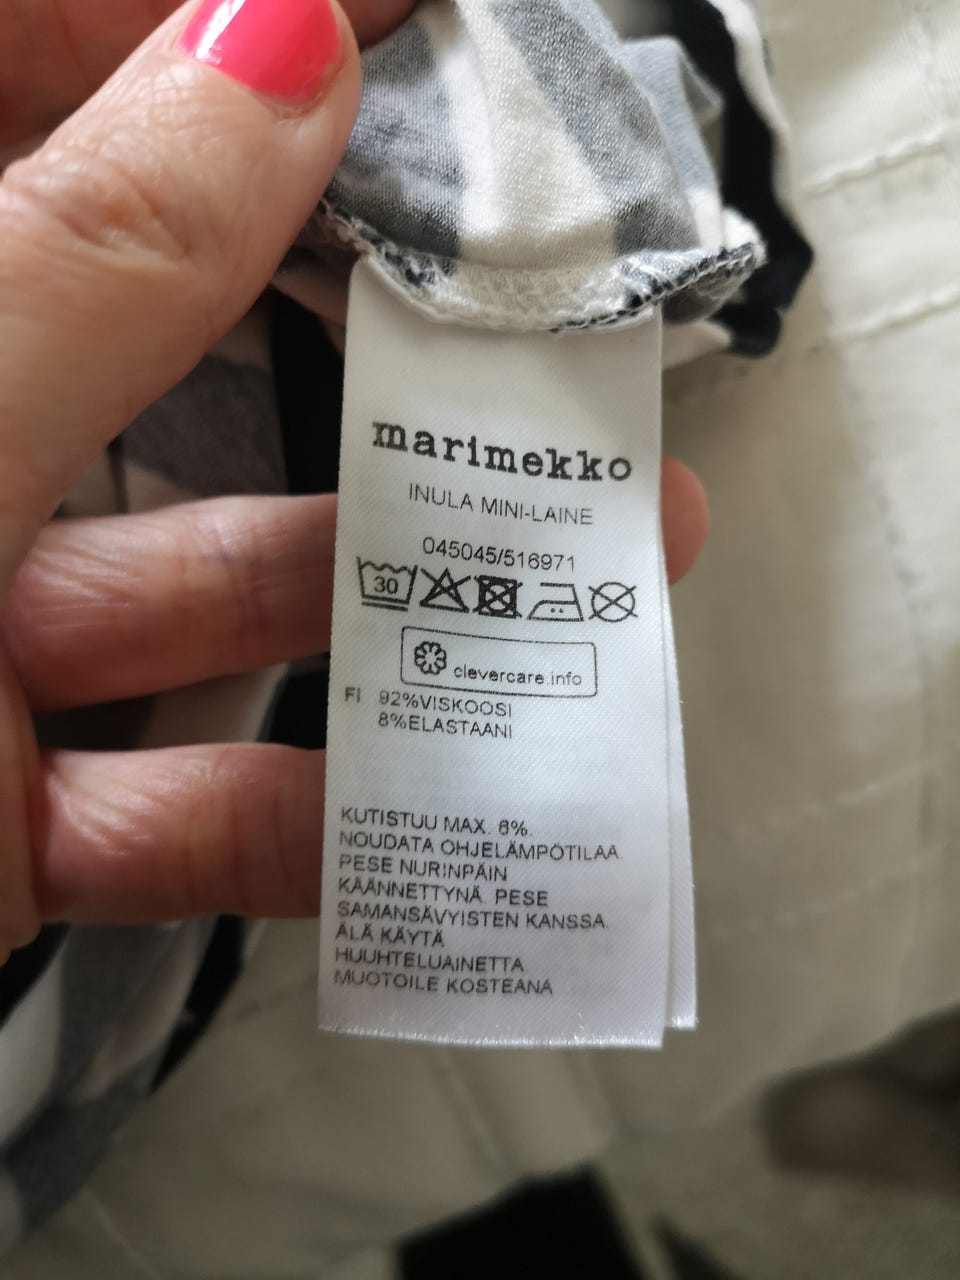 marimekko
INULA MINI-LAINE
045045/516971
30
clevercare.info
FI 92%VISKOOSI
8%ELASTAANI
KUTISTUU MAX. 6%.
NOUDATA OHJELÄMPÖTILAA.
PESE NURINPÄIN
KÄÄNNETTYNÄ. PESE
SAMANSÄVYISTEN KANSSA.
ÄLÄ KÄYTÄ
HUUHTELUAINETTA.
MUOTOILE KOSTEANA